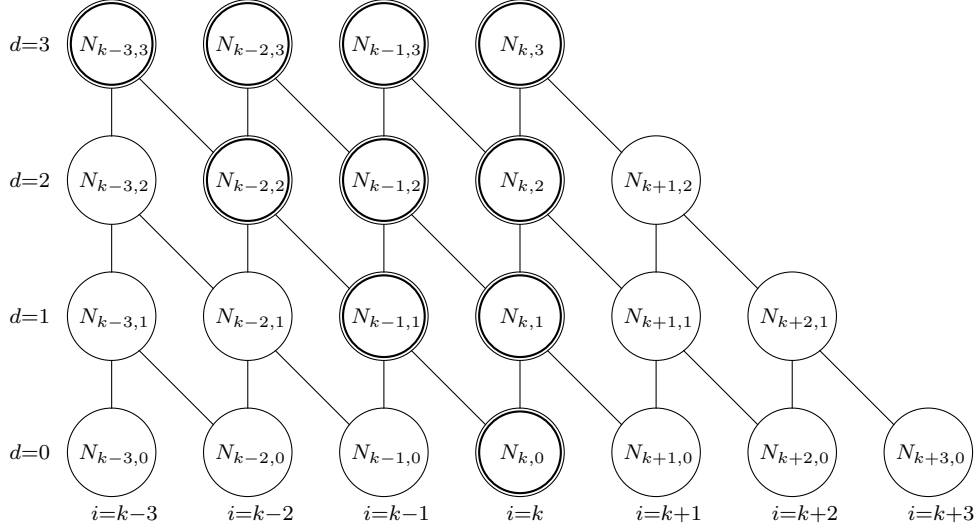 d=3 N_{k−3,3} N_{k−2,3} N_{k−1,3} N_{k,3}
d=2 N_{k−3,2} N_{k−2,2} N_{k−1,2} N_{k,2} N_{k+1,2}
d=1 N_{k−3,1} N_{k−2,1} N_{k−1,1} N_{k,1} N_{k+1,1} N_{k+2,1}
d=0 N_{k−3,0} N_{k−2,0} N_{k−1,0} N_{k,0} N_{k+1,0} N_{k+2,0} N_{k+3,0}
i=k−3 i=k−2 i=k−1 i=k i=k+1 i=k+2 i=k+3